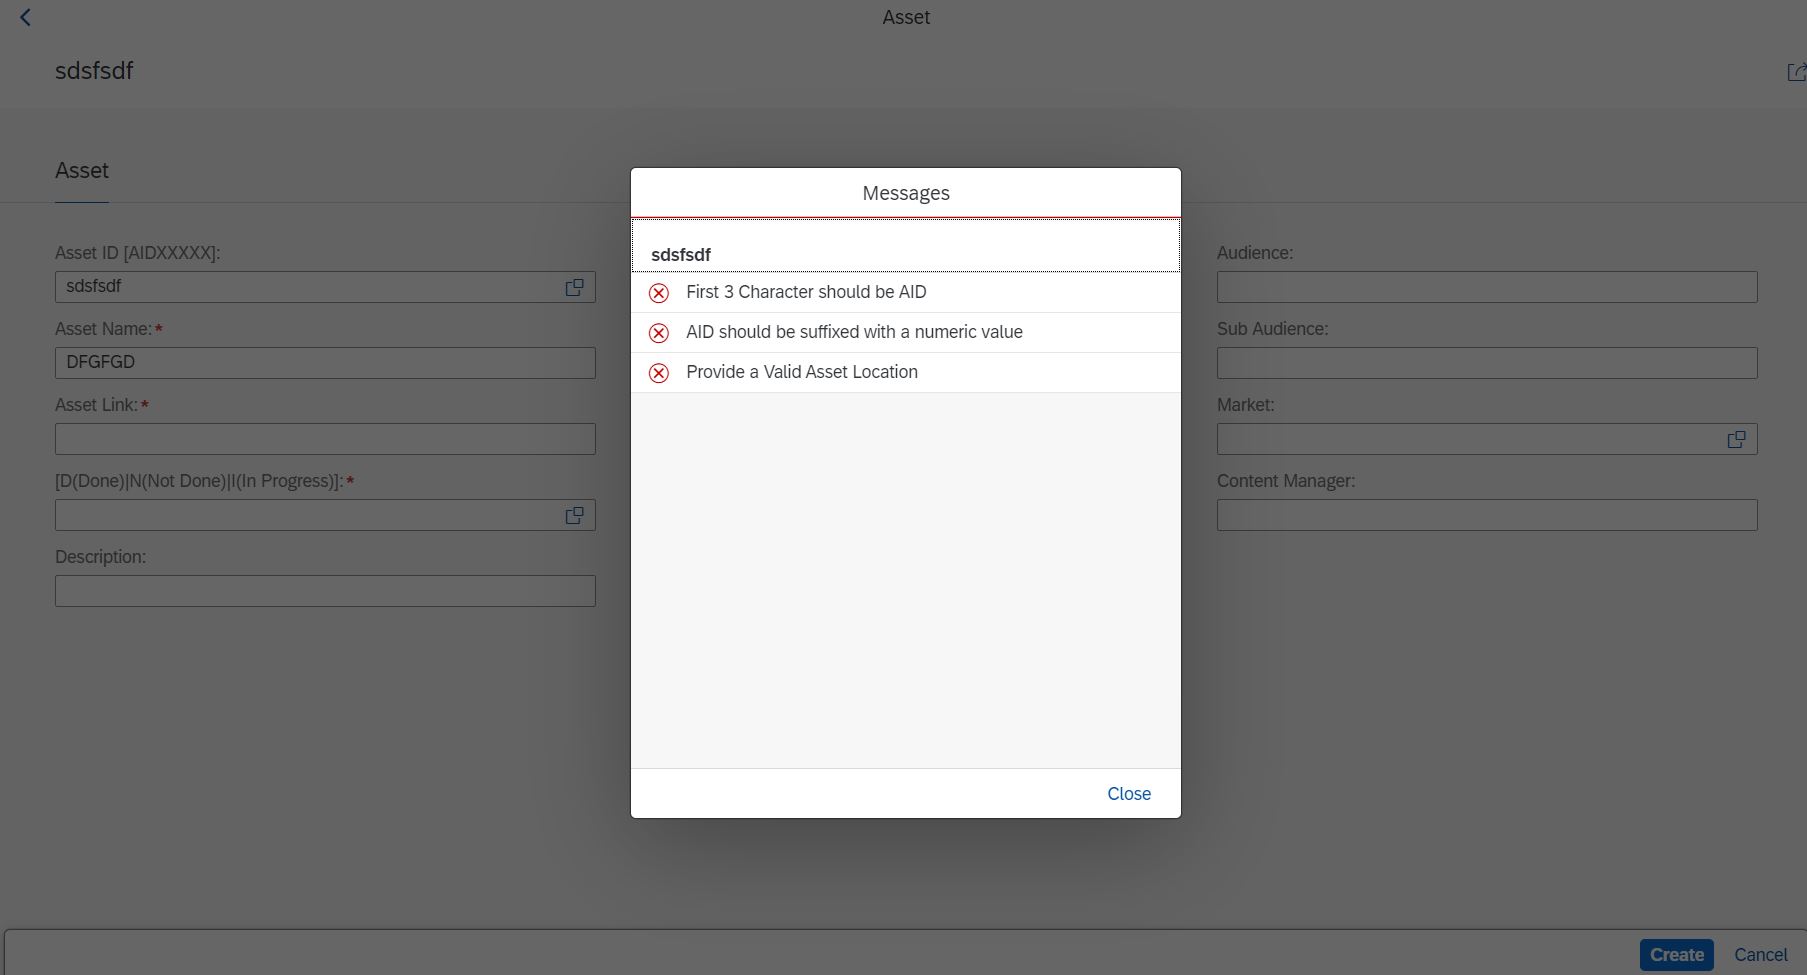 Asset
sdsfsdf
Asset
Asset ID [AIDXXXXX]:
sdsfsdf
Asset Name:*
DFGFGD
Asset Link:*
[D(Done)|N(Not Done)|I(In Progress)]:*
Description:
Messages
sdsfsdf
First 3 Character should be AID
AID should be suffixed with a numeric value
Provide a Valid Asset Location
Close
Audience:
Sub Audience:
Market:
Content Manager:
Create
Cancel